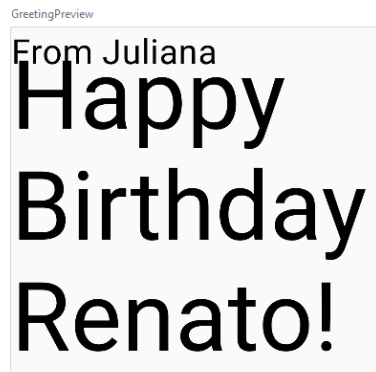 GreetingPreview
From Juliana
Happy
Birthday
Renato!